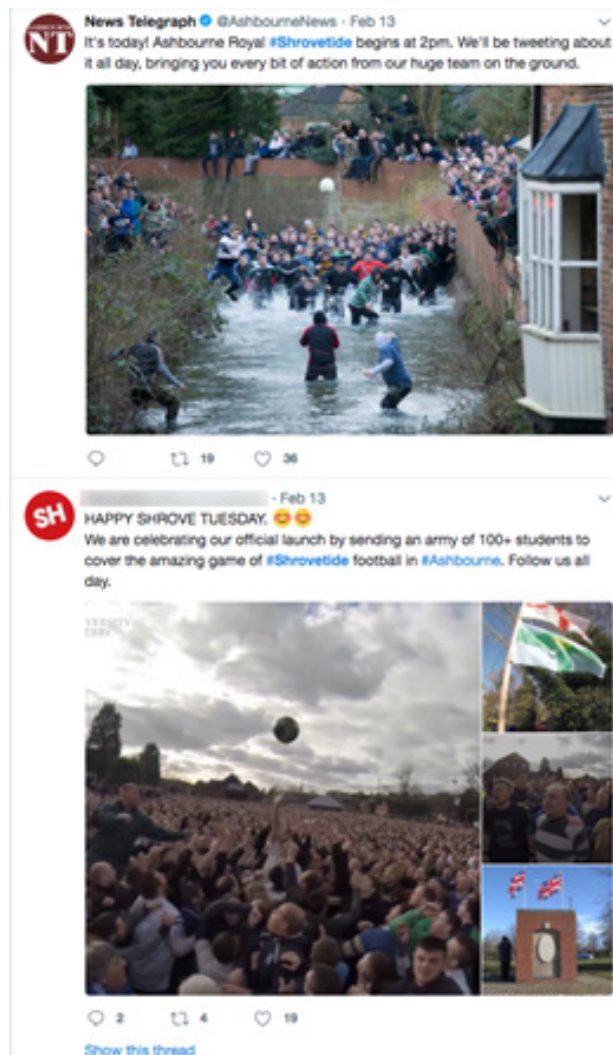 NT
News Telegraph @AshbourneNews · Feb 13
It's today! Ashbourne Royal #Shrovetide begins at 2pm. We'll be tweeting about
it all day, bringing you every bit of action from our huge team on the ground.
19 36
SH
· Feb 13
HAPPY SHROVE TUESDAY. 😊😊
We are celebrating our official launch by sending an army of 100+ students to
cover the amazing game of #Shrovetide football in #Ashbourne. Follow us all
day.
2 4 19
Show this thread